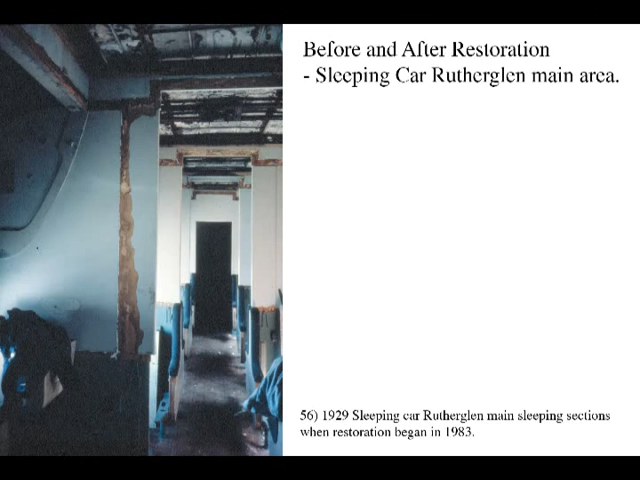 Before and After Restoration
- Sleeping Car Rutherglen main area.
56) 1929 Sleeping car Rutherglen main sleeping sections
when restoration began in 1983.